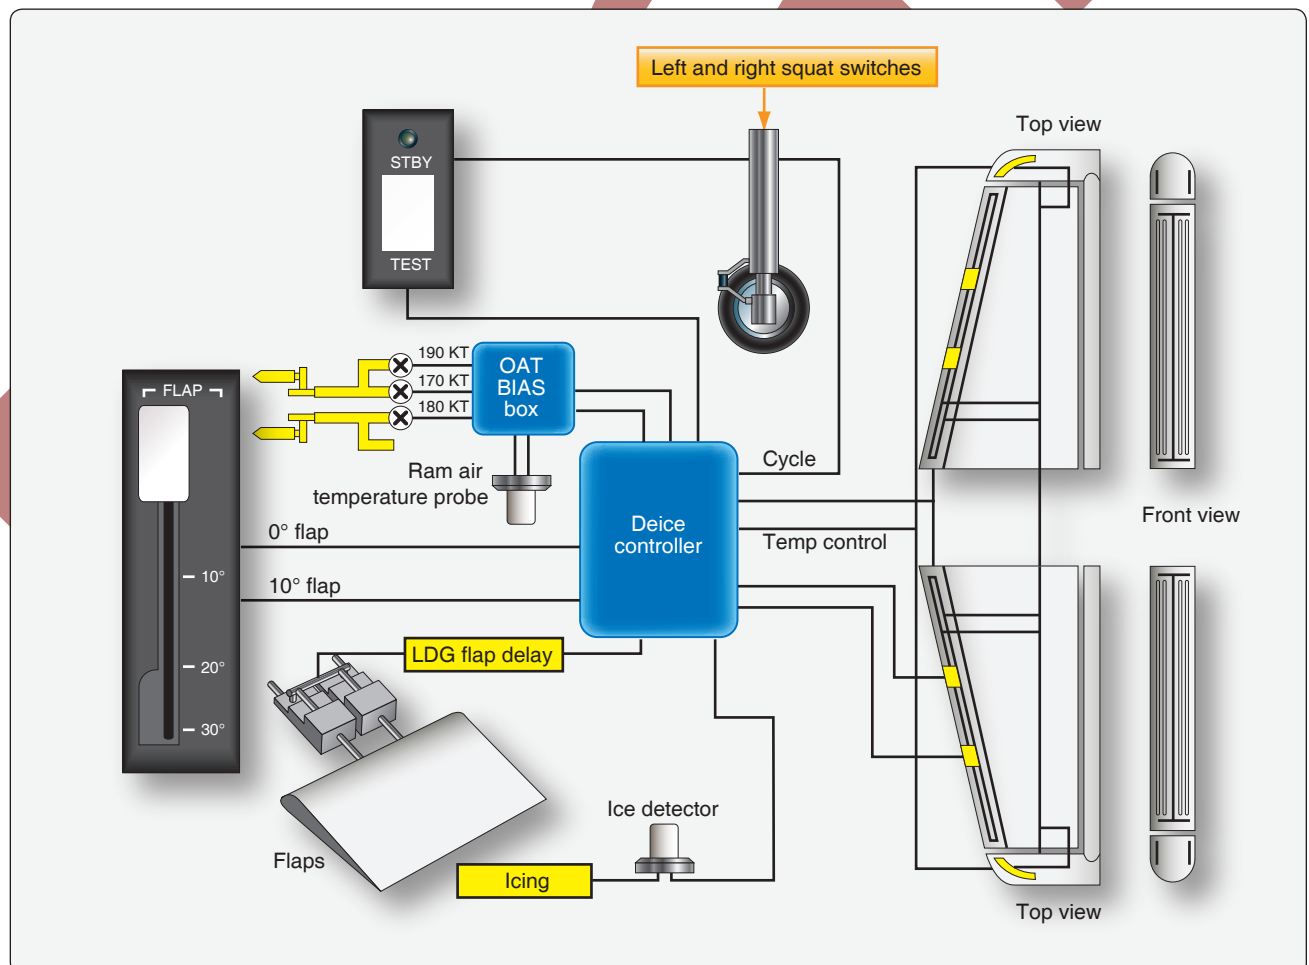 Left and right squat switches
Top view
STBY
TEST
190 KT
170 KT
180 KT
OAT
BIAS
box
FLAP
10°
20°
30°
Ram air
temperature probe
Cycle
Deice
controller
Temp control
Front view
0° flap
10° flap
LDG flap delay
Flaps
Ice detector
Icing
Top view